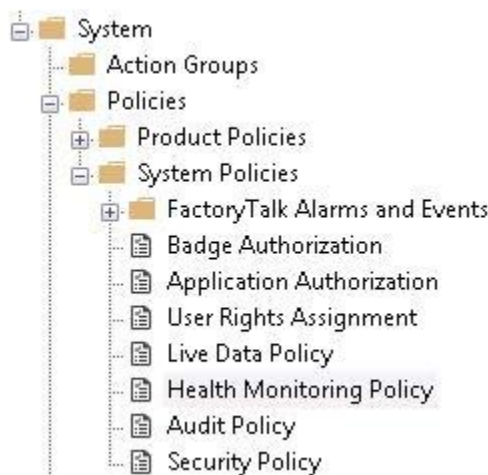 System
Action Groups
Policies
Product Policies
System Policies
FactoryTalk Alarms and Events
Badge Authorization
Application Authorization
User Rights Assignment
Live Data Policy
Health Monitoring Policy
Audit Policy
Security Policy